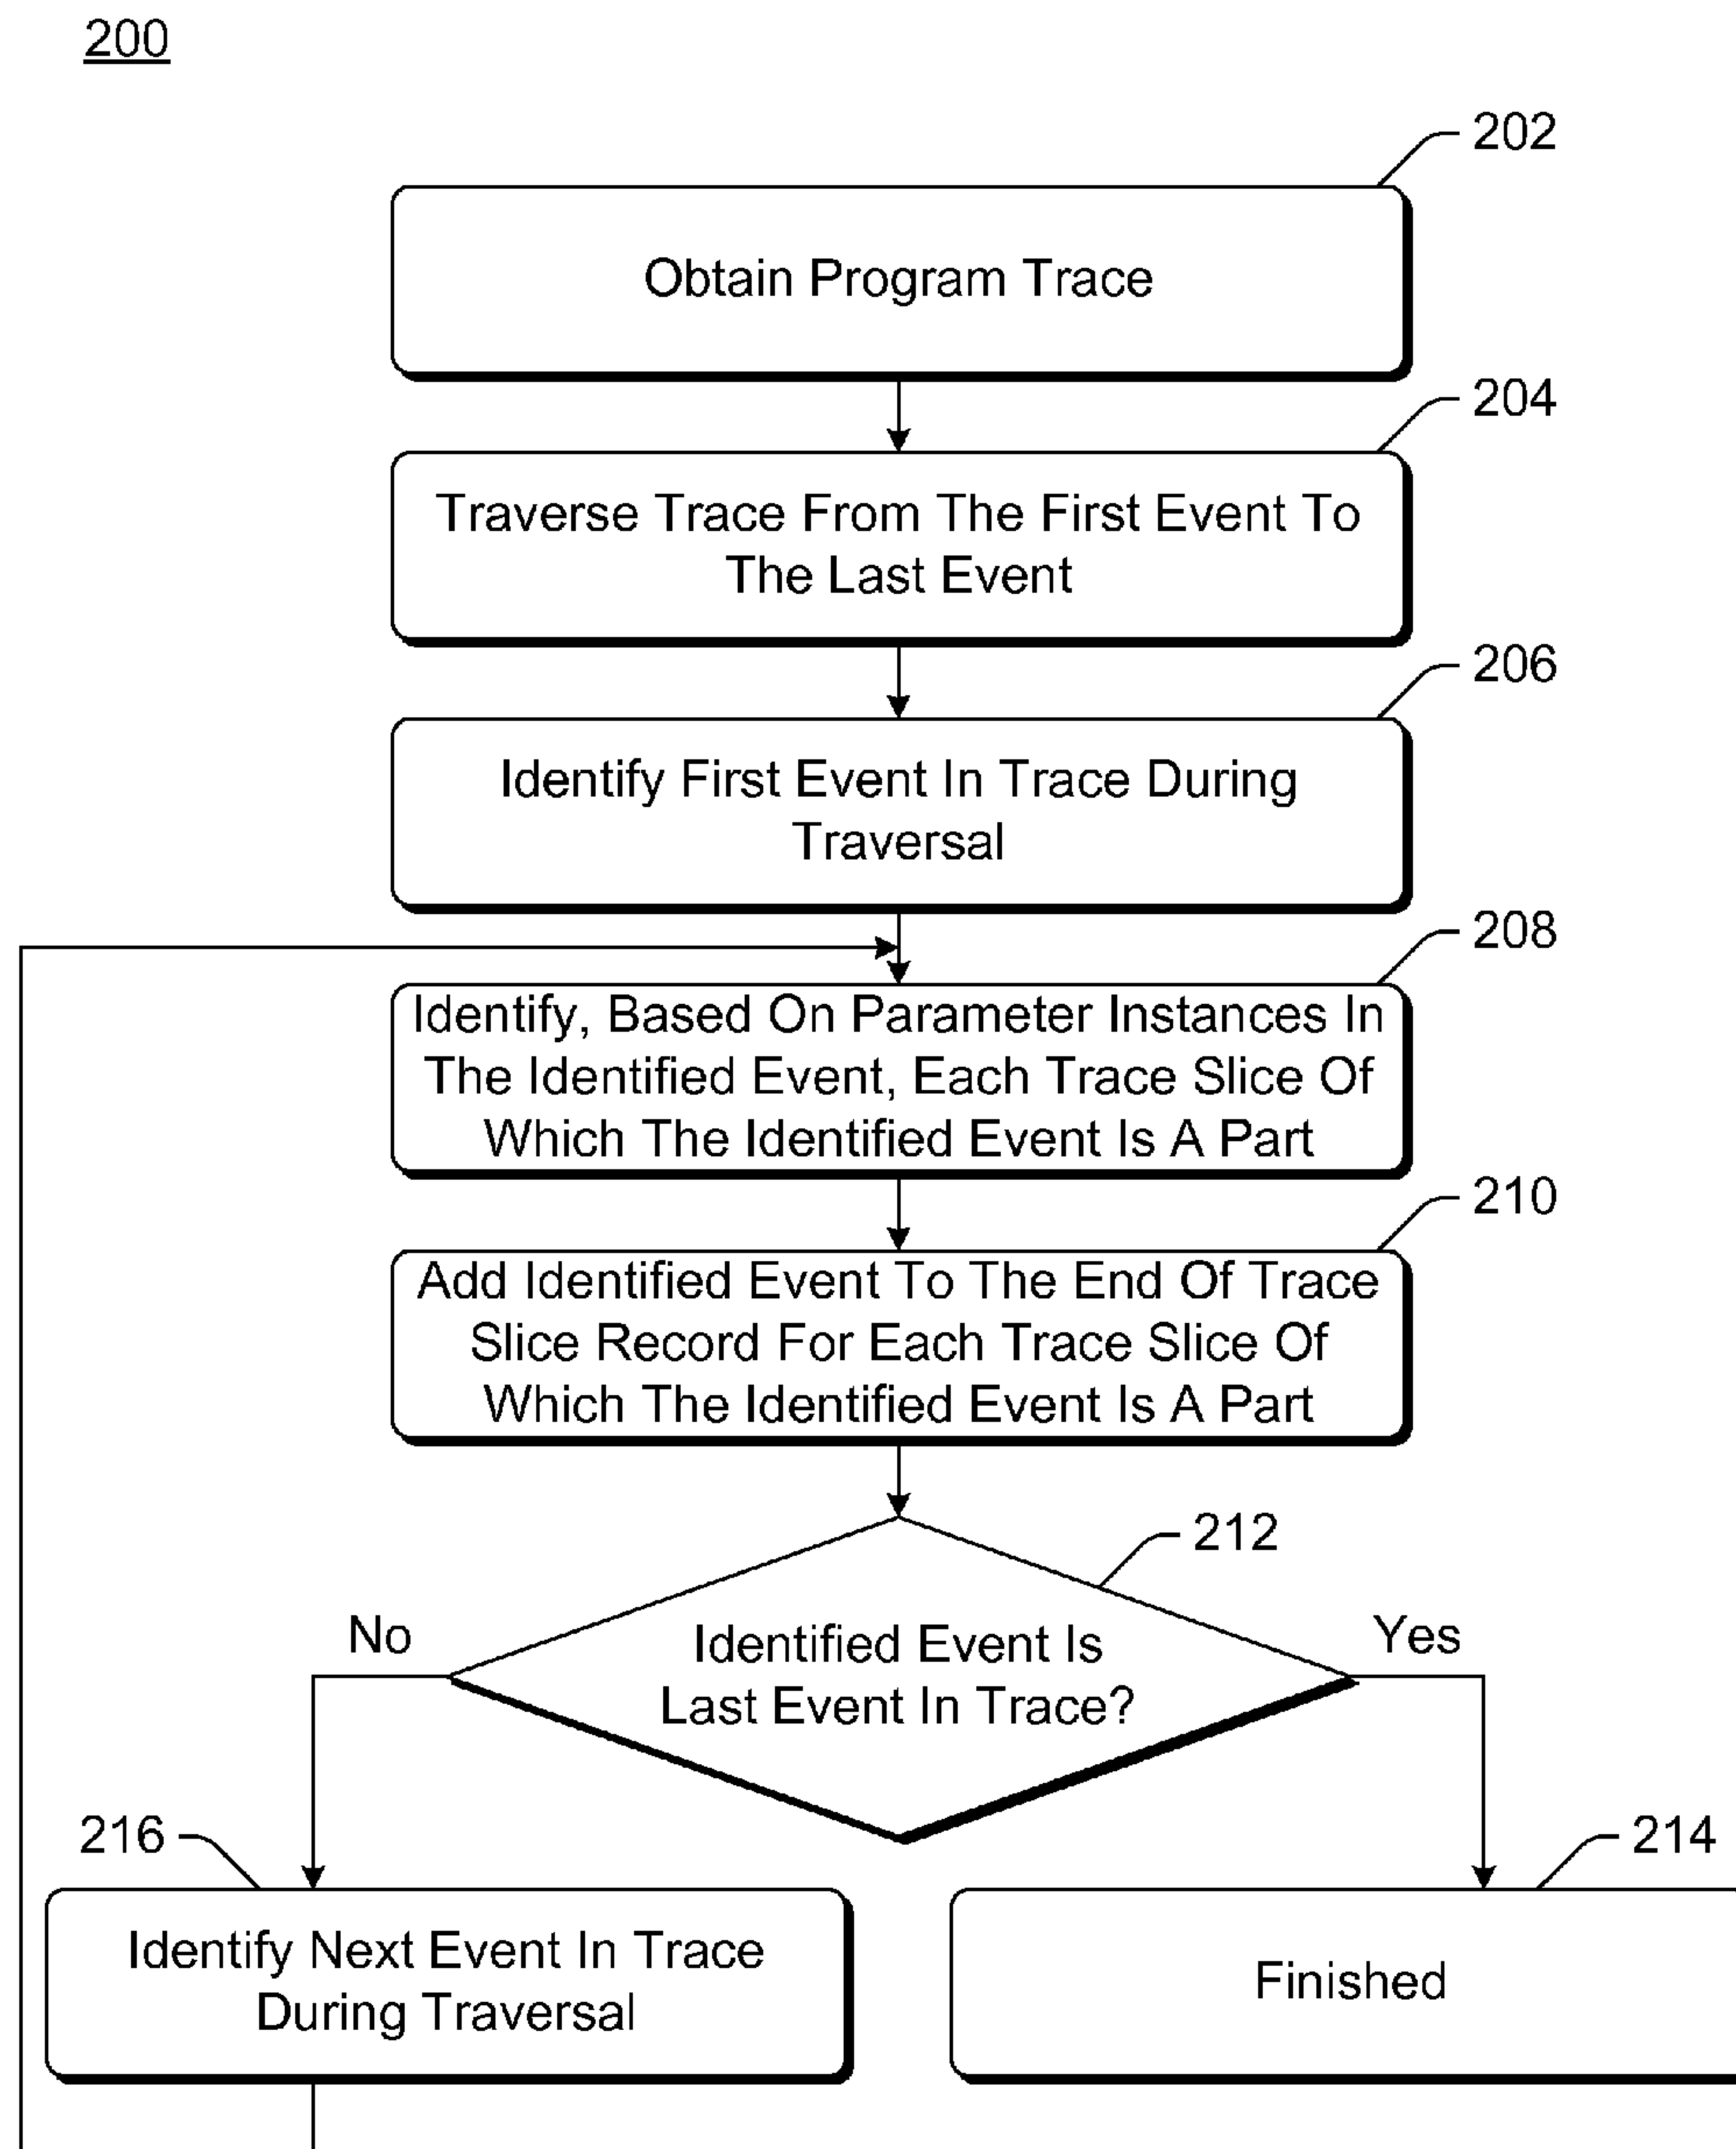 200
202
Obtain Program Trace
204
Traverse Trace From The First Event To
The Last Event
206
Identify First Event In Trace During
Traversal
208
Identify, Based On Parameter Instances In
The Identified Event, Each Trace Slice Of
Which The Identified Event Is A Part
210
Add Identified Event To The End Of Trace
Slice Record For Each Trace Slice Of
Which The Identified Event Is A Part
212
No
Identified Event Is
Last Event In Trace?
Yes
216
Identify Next Event In Trace
During Traversal
214
Finished